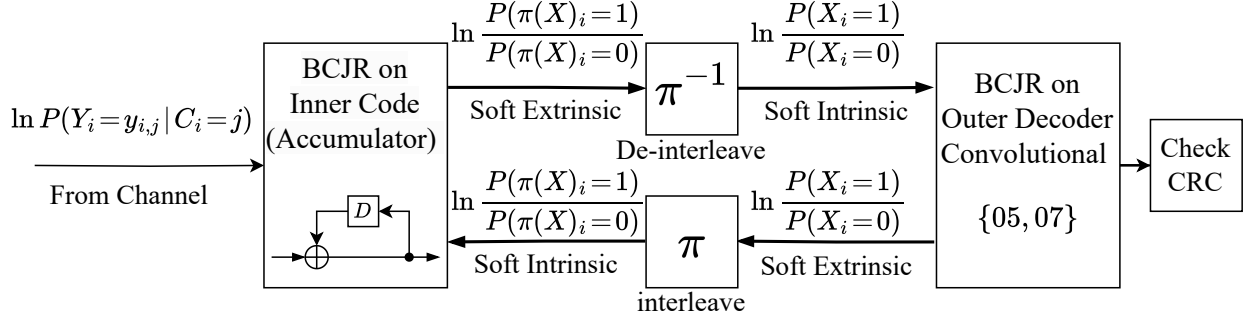 ln P(Y_i = y_{i,j} | C_i = j)
From Channel
BCJR on
Inner Code
(Accumulator)
D
ln P(π(X)_i=1) / P(π(X)_i=0)
Soft Extrinsic
π⁻¹
De-interleave
ln P(X_i=1) / P(X_i=0)
Soft Intrinsic
ln P(π(X)_i=1) / P(π(X)_i=0)
Soft Intrinsic
π
interleave
ln P(X_i=1) / P(X_i=0)
Soft Extrinsic
BCJR on
Outer Decoder
Convolutional
{05, 07}
Check
CRC